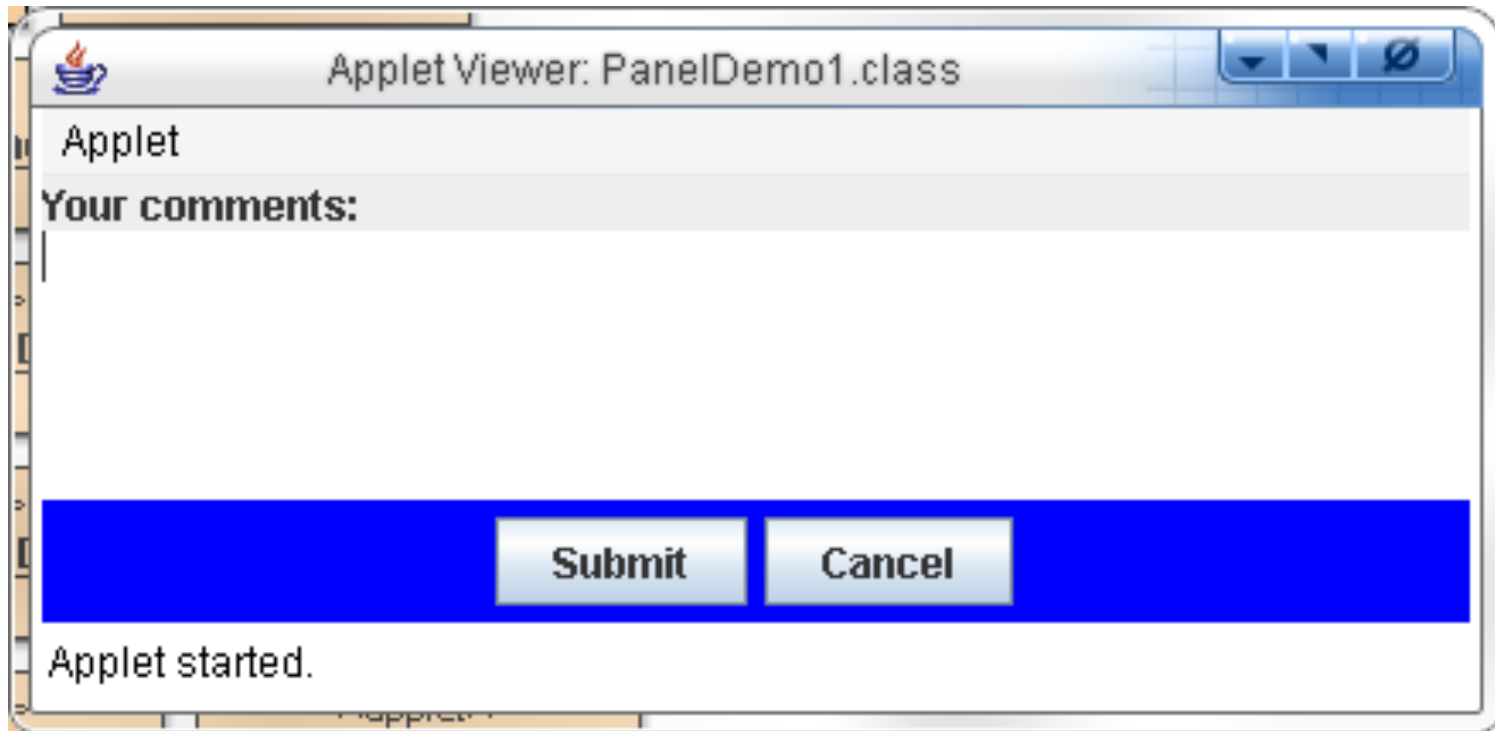 Applet Viewer: PanelDemo1.class
Applet
Your comments:
Submit Cancel
Applet started.